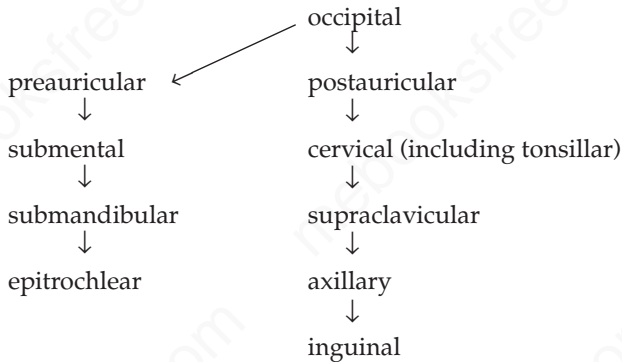 occipital
↓
preauricular postauricular
↓ ↓
submental cervical (including tonsillar)
↓ ↓
submandibular supraclavicular
↓ ↓
epitrochlear axillary
↓
inguinal